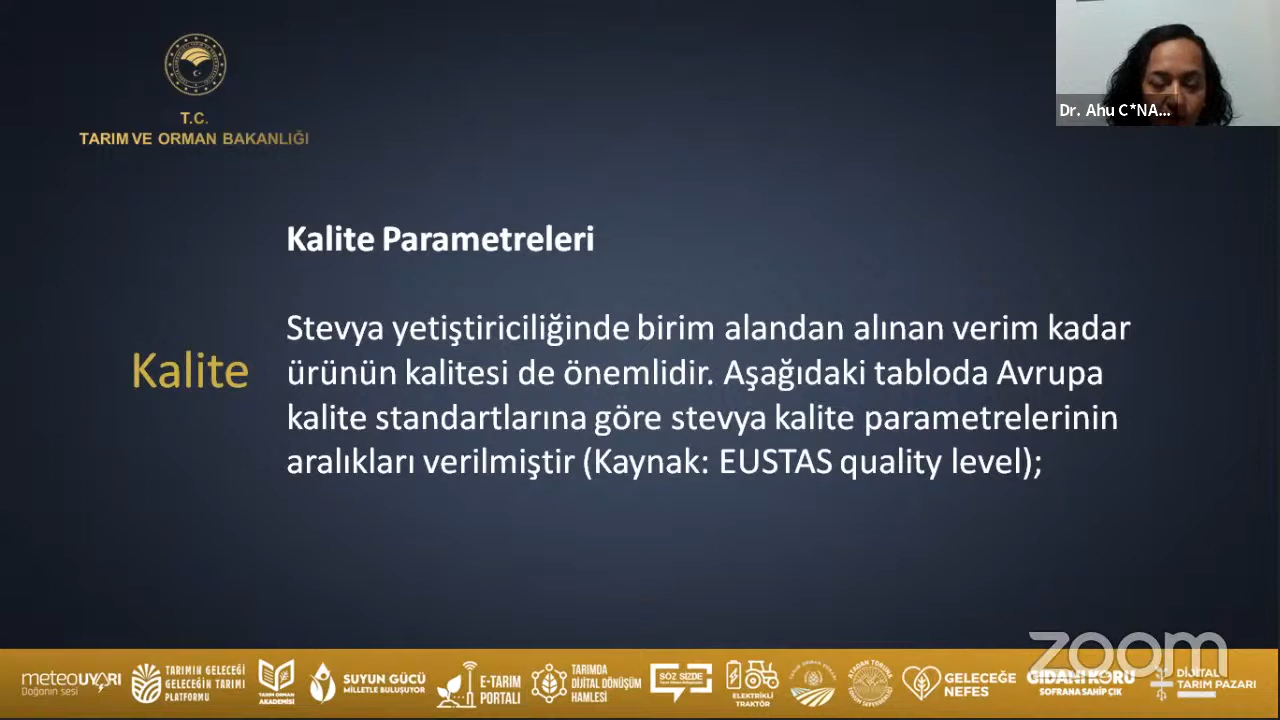 T.C.
TARIM VE ORMAN BAKANLIĞI
Dr. Ahu C*NA...
Kalite Parametreleri
Kalite
Stevya yetiştiriciliğinde birim alandan alınan verim kadar
ürünün kalitesi de önemlidir. Aşağıdaki tabloda Avrupa
kalite standartlarına göre stevya kalite parametrelerinin
aralıkları verilmiştir (Kaynak: EUSTAS quality level);
zoom
meteoUYARI
Doğanın sesi
TARIMIN GELECEĞİ
GELECEĞİN TARIMI
PLATFORMU
TARIM ORMAN
AKADEMİSİ
SUYUN GÜCÜ
MİLLETLE BULUŞUYOR
E-TARIM
PORTALI
TARIMDA
DİJİTAL DÖNÜŞÜM
HAMLESİ
SÖZ SİZDE
ELEKTRİKLİ
TRAKTÖR
GELECEĞE
NEFES
GIDANI KORU
SOFRANA SAHİP ÇIK
DİJİTAL
TARIM PAZARI